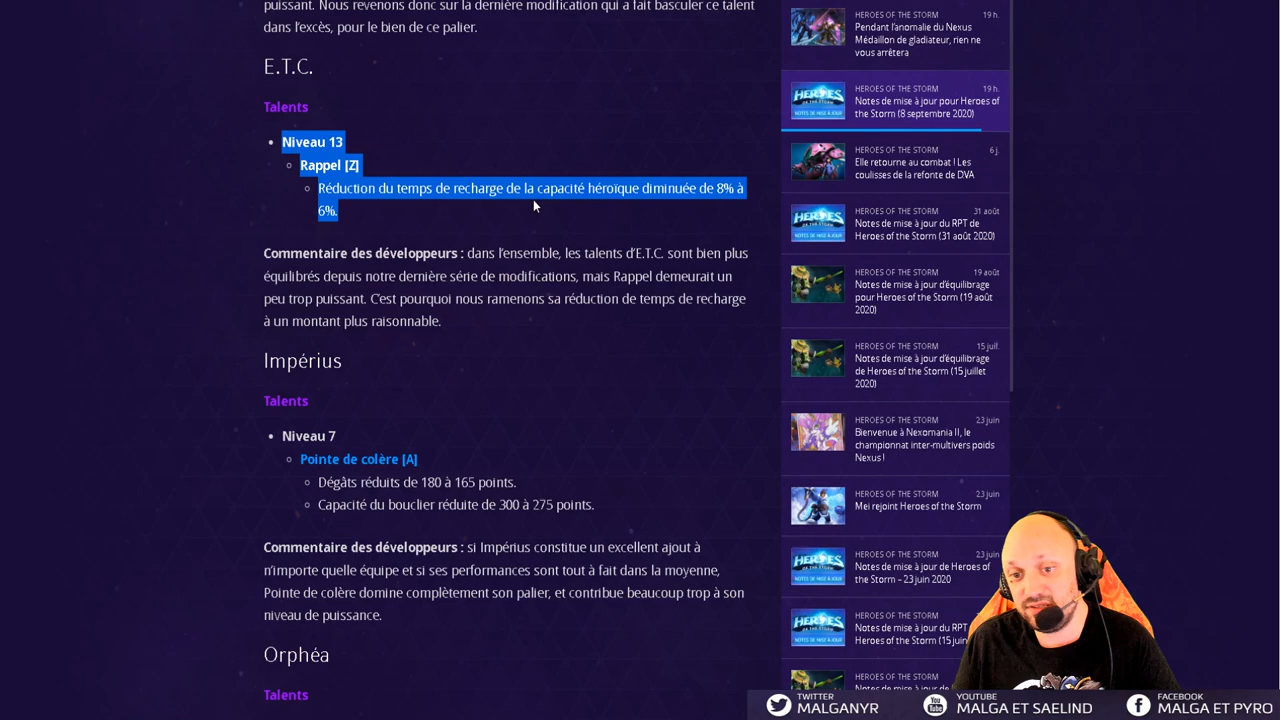 puissant. Nous revenons donc sur la dernière modification qui a fait basculer ce talent
dans l'excès, pour le bien de ce palier.
E.T.C.
Talents
Niveau 13
Rappel [Z]
Réduction du temps de recharge de la capacité héroïque diminuée de 8% à
6%.
Commentaire des développeurs : dans l'ensemble, les talents d'E.T.C. sont bien plus
équilibrés depuis notre dernière série de modifications, mais Rappel demeurait un
peu trop puissant. C'est pourquoi nous ramenons sa réduction de temps de recharge
à un montant plus raisonnable.
Impérius
Talents
Niveau 7
Pointe de colère [A]
Dégâts réduits de 180 à 165 points.
Capacité du bouclier réduite de 300 à 275 points.
Commentaire des développeurs : si Impérius constitue un excellent ajout à
n'importe quelle équipe et si ses performances sont tout à fait dans la moyenne,
Pointe de colère domine complètement son palier, et contribue beaucoup trop à son
niveau de puissance.
Orphéa
Talents
HEROES OF THE STORM 19 h.
Pendant l'anomalie du Nexus
Médaillon de gladiateur, rien ne
vous arrêtera
HEROES OF THE STORM 19 h.
Notes de mise à jour pour Heroes of
the Storm (8 septembre 2020)
HEROES OF THE STORM 6 j.
Elle retourne au combat ! Les
coulisses de la refonte de DVA
HEROES OF THE STORM 31 août
Notes de mise à jour du RPT de
Heroes of the Storm (31 août 2020)
HEROES OF THE STORM 19 août
Notes de mise à jour d'équilibrage
pour Heroes of the Storm (19 août
2020)
HEROES OF THE STORM 15 juil.
Notes de mise à jour d'équilibrage
de Heroes of the Storm (15 juillet
2020)
HEROES OF THE STORM 23 juin
Bienvenue à Nexomania II, le
championnat inter-multivers poids
Nexus !
HEROES OF THE STORM 23 juin
Mei rejoint Heroes of the Storm
HEROES OF THE STORM 23 juin
Notes de mise à jour de Heroes of
the Storm – 23 juin 2020
HEROES OF THE STORM
Notes de mise à jour du RPT
Heroes of the Storm (15 juin
HEROES OF THE STORM
Notes de mise à jour de
TWITTER
MALGANYR
YOUTUBE
MALGA ET SAELIND
FACEBOOK
MALGA ET PYRO